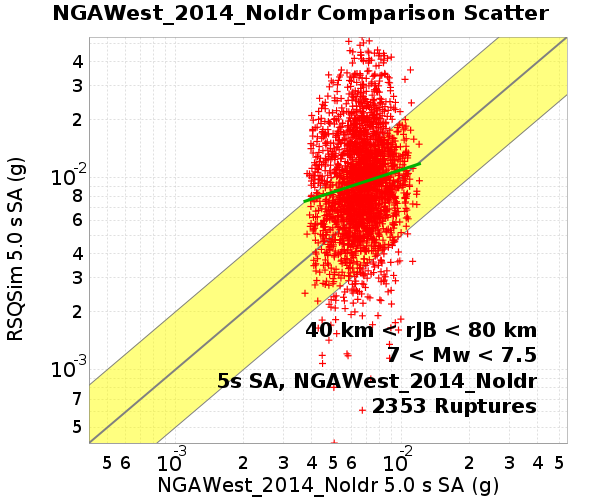 NGAWest_2014_NoIdr Comparison Scatter
RSQSim 5.0 s SA (g)
4
3
2
10-2
8
6
4
3
2
10-3
7
5
40 km < rJB < 80 km
7 < Mw < 7.5
5s SA, NGAWest_2014_NoIdr
2353 Ruptures
5 6 10-3 2 3 4 5 6 10-2 2 3 4 5
NGAWest_2014_NoIdr 5.0 s SA (g)